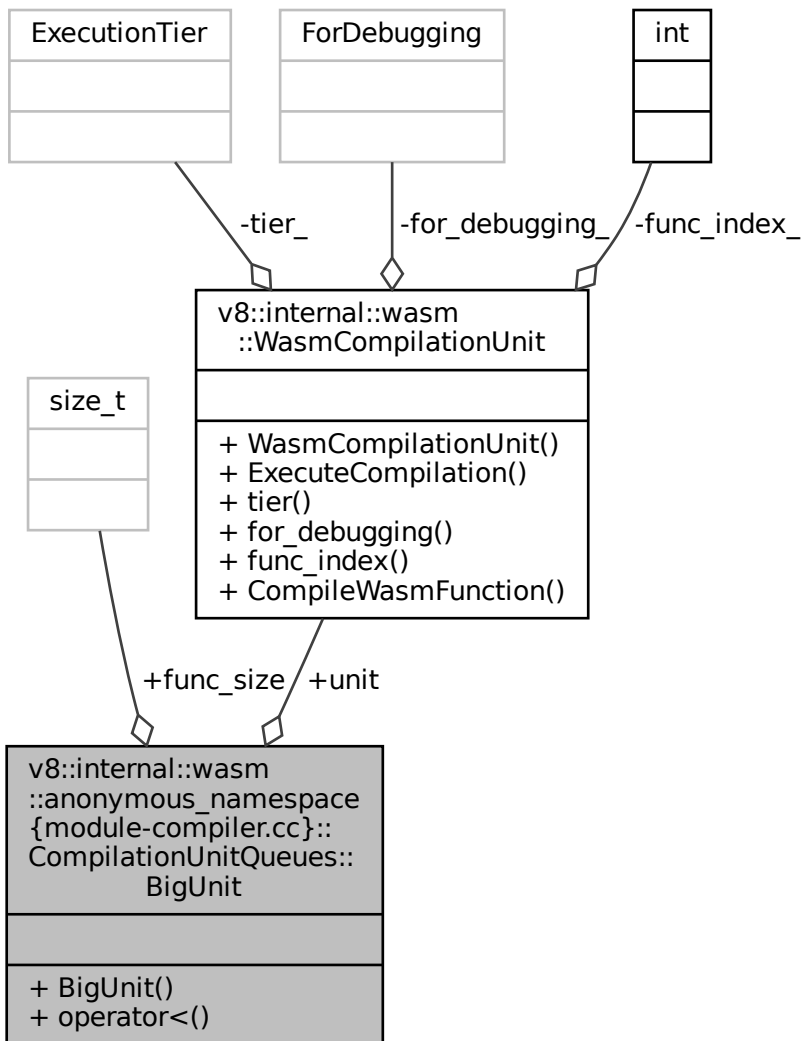 ExecutionTier
ForDebugging
int
-tier_
-for_debugging_
-func_index_
v8::internal::wasm
::WasmCompilationUnit
+ WasmCompilationUnit()
+ ExecuteCompilation()
+ tier()
+ for_debugging()
+ func_index()
+ CompileWasmFunction()
size_t
+func_size
+unit
v8::internal::wasm
::anonymous_namespace
{module-compiler.cc}::
CompilationUnitQueues::
BigUnit
+ BigUnit()
+ operator<()